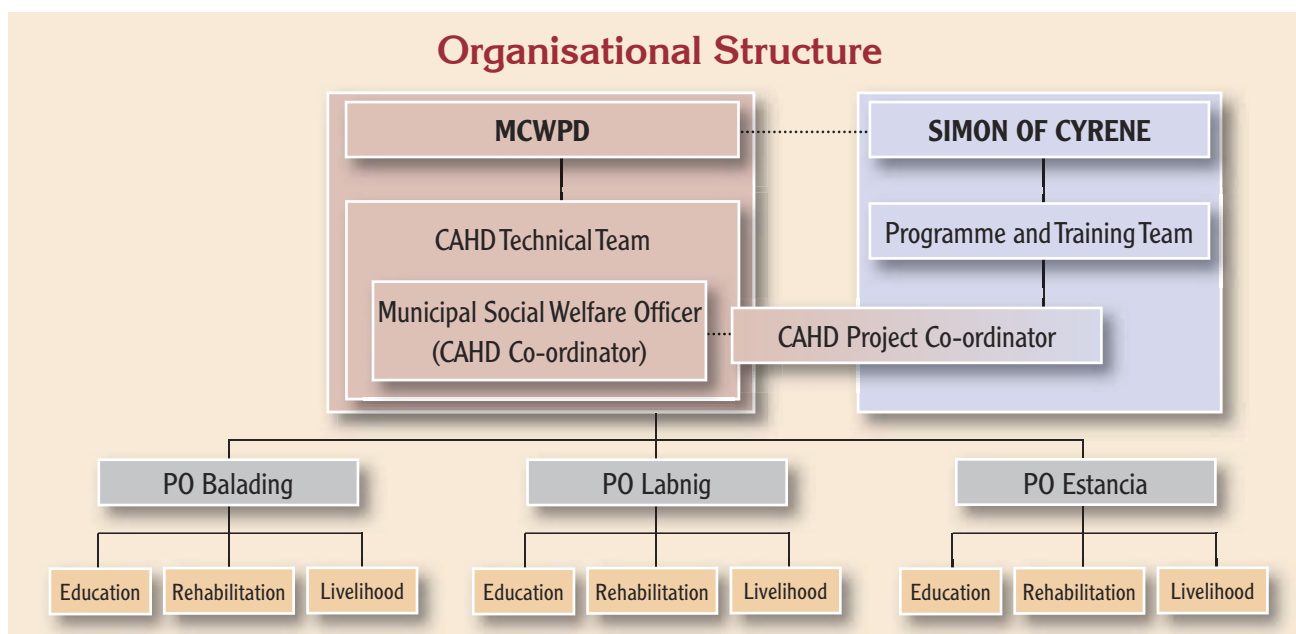 Organisational Structure
MCWPD
SIMON OF CYRENE
CAHD Technical Team
Programme and Training Team
Municipal Social Welfare Officer
(CAHD Co-ordinator)
CAHD Project Co-ordinator
PO Balading
PO Labnig
PO Estancia
Education
Rehabilitation
Livelihood
Education
Rehabilitation
Livelihood
Education
Rehabilitation
Livelihood